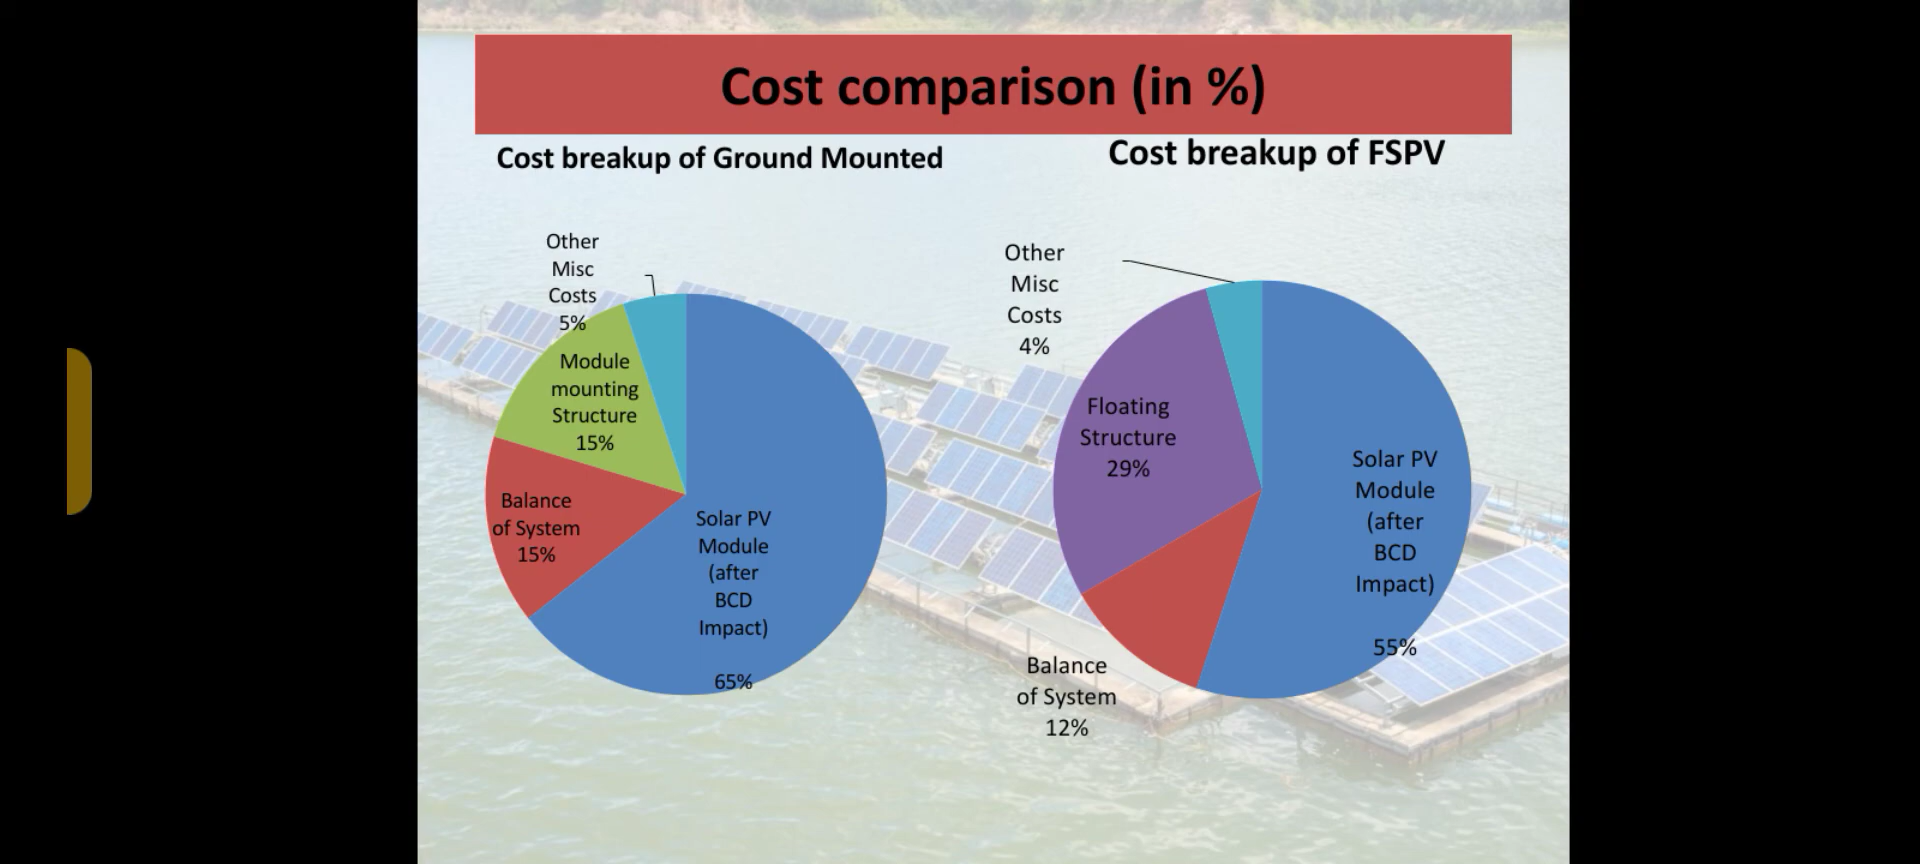 Cost comparison (in %)
Cost breakup of Ground Mounted
Other
Misc
Costs
5%
Module
mounting
Structure
15%
Balance
of System
15%
Solar PV
Module
(after
BCD
Impact)
65%
Cost breakup of FSPV
Other
Misc
Costs
4%
Floating
Structure
29%
Solar PV
Module
(after
BCD
Impact)
55%
Balance
of System
12%